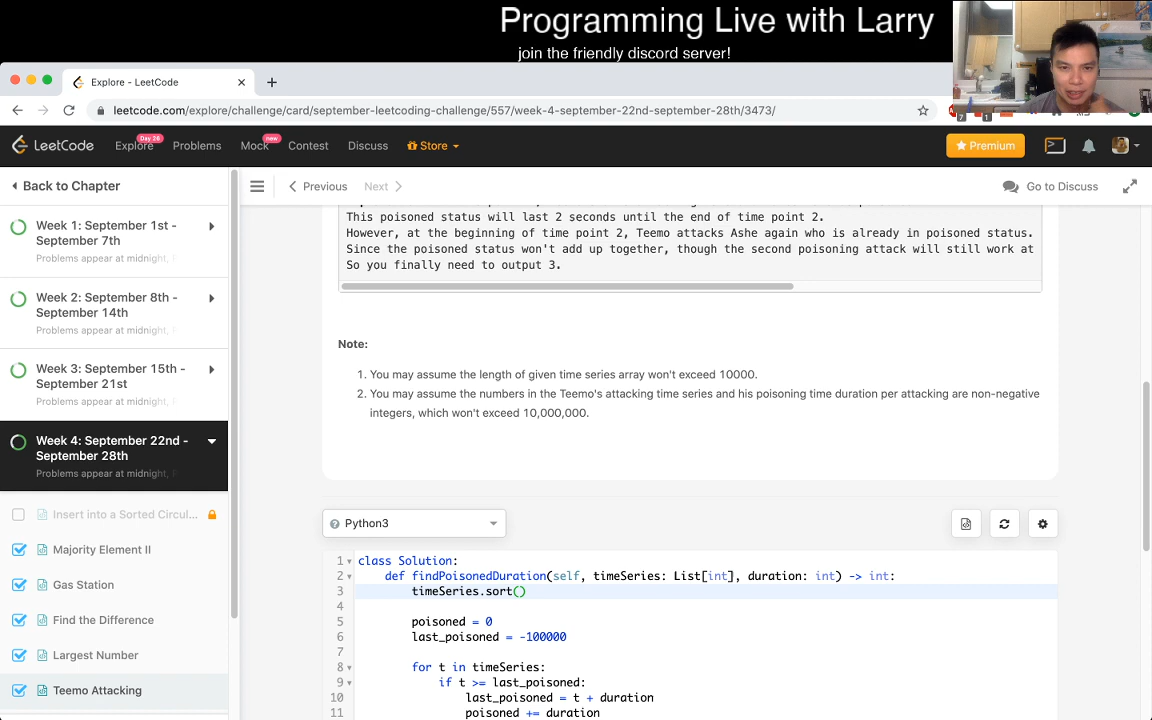 Programming Live with Larry
join the friendly discord server!
Explore - LeetCode
leetcode.com/explore/challenge/card/september-leetcoding-challenge/557/week-4-september-22nd-september-28th/3473/
7
1
LeetCode
Explore
Day 26
Problems
Mock
new
Contest
Discuss
Store
Premium
Back to Chapter
Previous
Next
Go to Discuss
Week 1: September 1st -
September 7th
Problems appear at midnight,
Week 2: September 8th -
September 14th
Problems appear at midnight,
Week 3: September 15th -
September 21st
Problems appear at midnight,
Week 4: September 22nd -
September 28th
Problems appear at midnight,
Insert into a Sorted Circul...
Majority Element II
Gas Station
Find the Difference
Largest Number
Teemo Attacking
This poisoned status will last 2 seconds until the end of time point 2.
However, at the beginning of time point 2, Teemo attacks Ashe again who is already in poisoned status.
Since the poisoned status won't add up together, though the second poisoning attack will still work at
So you finally need to output 3.
Note:
1. You may assume the length of given time series array won't exceed 10000.
2. You may assume the numbers in the Teemo's attacking time series and his poisoning time duration per attacking are non-negative
integers, which won't exceed 10,000,000.
Python3
1 class Solution:
2 def findPoisonedDuration(self, timeSeries: List[int], duration: int) -> int:
3 timeSeries.sort()
4
5 poisoned = 0
6 last_poisoned = -100000
7
8 for t in timeSeries:
9 if t >= last_poisoned:
10 last_poisoned = t + duration
11 poisoned += duration